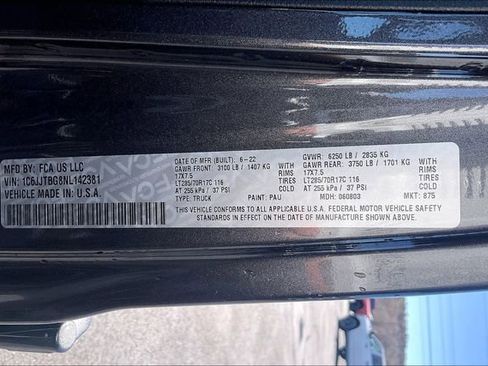 MFD. BY: FCA US LLC
VIN: 1C6JJTBG8NL142381
VEHICLE MADE IN: U.S.A.
DATE OF MFR (BUILT): 6-22 GVWR: 6250 LB / 2835 KG
GAWR FRONT: 3100 LB / 1407 KG WITH GAWR REAR: 3750 LB / 1701 KG WITH
17X7.5 RIMS 17X7.5 RIMS
LT285/70R17C 116 TIRES LT285/70R17C 116 TIRES
AT 255 kPa / 37 PSI COLD AT 255 kPa / 37 PSI COLD
TYPE: TRUCK PAINT: PAU MDH: 060803 MKT: 875
THIS VEHICLE CONFORMS TO ALL APPLICABLE U.S.A. FEDERAL MOTOR VEHICLE SAFETY
STANDARDS IN EFFECT ON THE DATE OF MANUFACTURE SHOWN ABOVE.